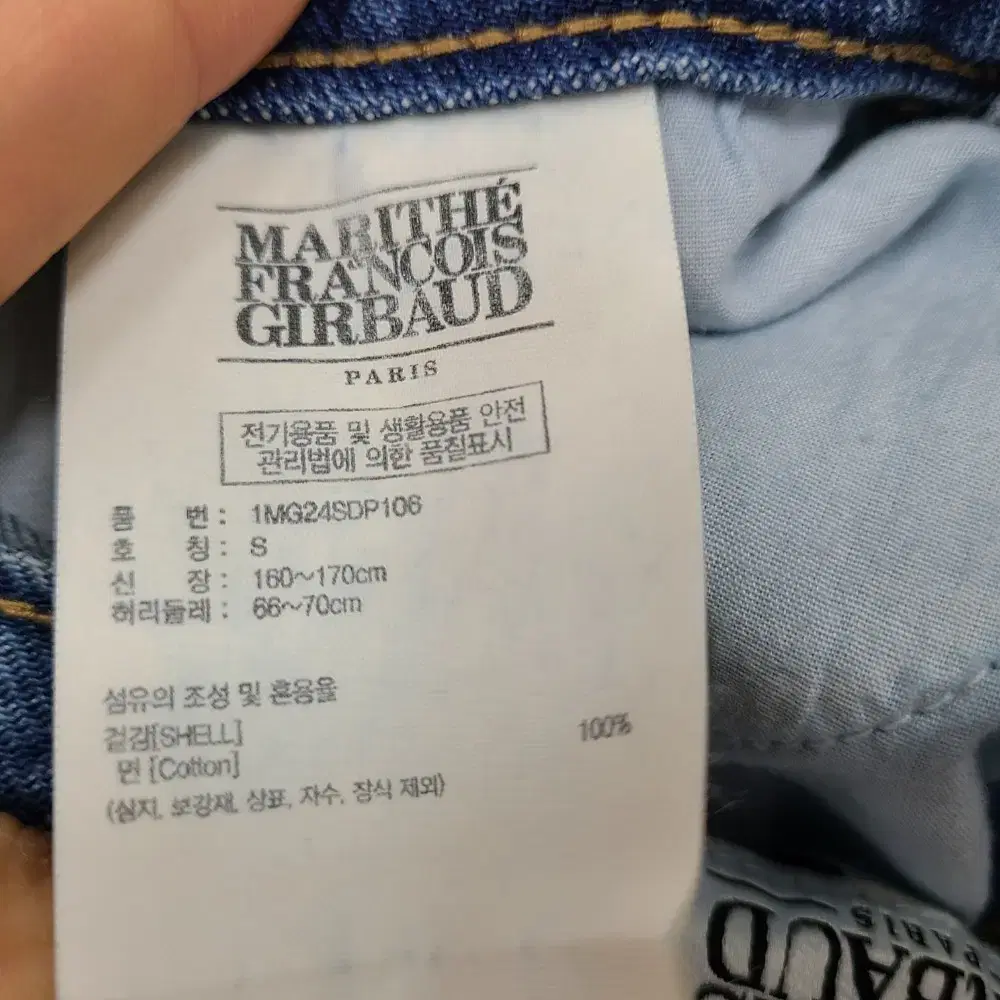 MARITHÉ
FRANCOIS
GIRBAUD
PARIS
전기용품 및 생활용품 안전
관리법에 의한 품칠표시
품 번 : 1MG24SDP106
호 칭 : S
신 장 : 160~170cm
허리둘레 : 66~70cm
섬유의 조성 및 혼용율
겉감[SHELL] 100%
면 [Cotton]
(심지, 보강재, 상표, 자수, 장식 제외)
PARIS
RBAUD